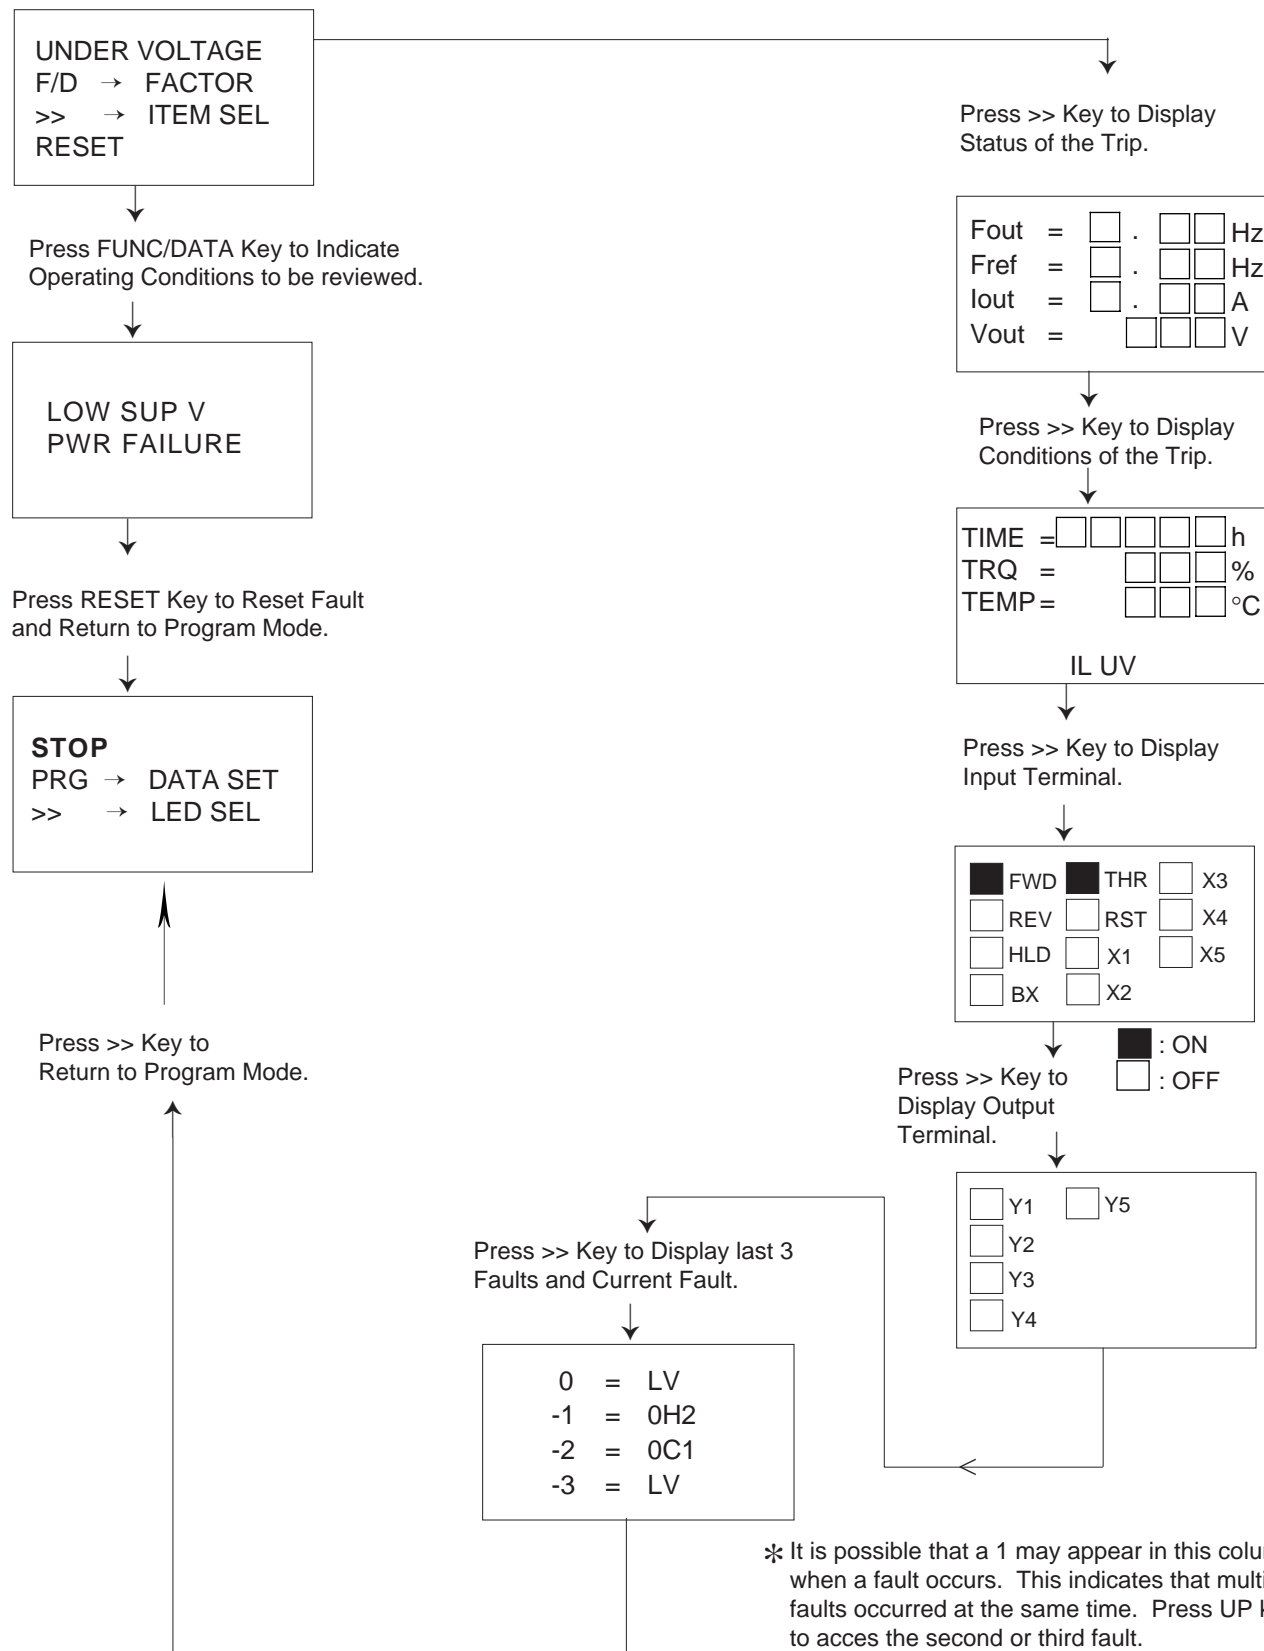 UNDER VOLTAGE
F/D → FACTOR
>> → ITEM SEL
RESET
Press FUNC/DATA Key to Indicate
Operating Conditions to be reviewed.
LOW SUP V
PWR FAILURE
Press RESET Key to Reset Fault
and Return to Program Mode.
STOP
PRG → DATA SET
>> → LED SEL
Press >> Key to
Return to Program Mode.
Press >> Key to Display
Status of the Trip.
Fout = □ . □□ Hz
Fref = □ . □□ Hz
Iout = □ . □□ A
Vout = □□□ V
Press >> Key to Display
Conditions of the Trip.
TIME = □□□□□ h
TRQ = □□□ %
TEMP = □□□ °C
IL UV
Press >> Key to Display
Input Terminal.
■ FWD ■ THR □ X3
□ REV □ RST □ X4
□ HLD □ X1 □ X5
□ BX □ X2
■ : ON
□ : OFF
Press >> Key to
Display Output
Terminal.
□ Y1 □ Y5
□ Y2
□ Y3
□ Y4
Press >> Key to Display last 3
Faults and Current Fault.
0 = LV
-1 = 0H2
-2 = 0C1
-3 = LV
✻ It is possible that a 1 may appear in this colu
when a fault occurs. This indicates that multi
faults occurred at the same time. Press UP k
to acces the second or third fault.